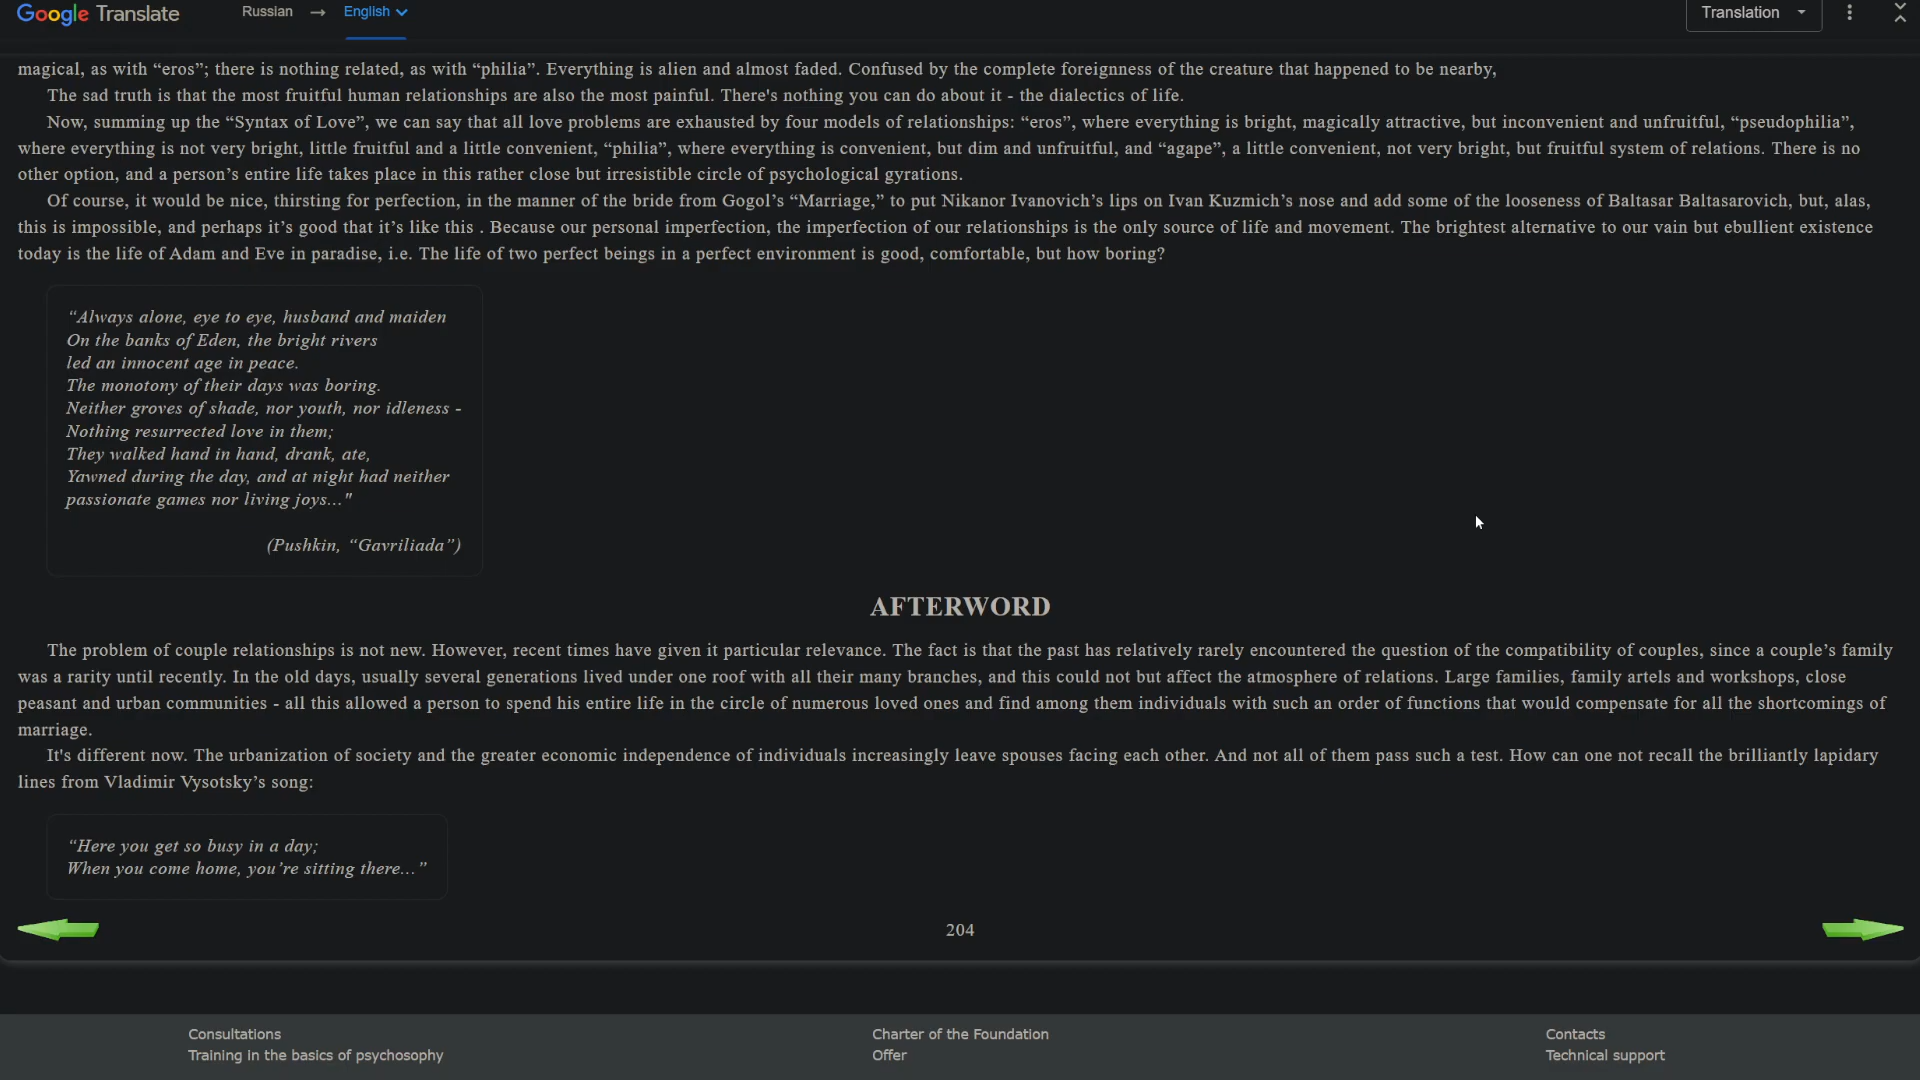 Google Translate
Russian → English
Translation
magical, as with “eros”; there is nothing related, as with “philia”. Everything is alien and almost faded. Confused by the complete foreignness of the creature that happened to be nearby,
The sad truth is that the most fruitful human relationships are also the most painful. There's nothing you can do about it - the dialectics of life.
Now, summing up the “Syntax of Love”, we can say that all love problems are exhausted by four models of relationships: “eros”, where everything is bright, magically attractive, but inconvenient and unfruitful, “pseudophilia”,
where everything is not very bright, little fruitful and a little convenient, “philia”, where everything is convenient, but dim and unfruitful, and “agape”, a little convenient, not very bright, but fruitful system of relations. There is no
other option, and a person’s entire life takes place in this rather close but irresistible circle of psychological gyrations.
Of course, it would be nice, thirsting for perfection, in the manner of the bride from Gogol’s “Marriage,” to put Nikanor Ivanovich’s lips on Ivan Kuzmich’s nose and add some of the looseness of Baltasar Baltasarovich, but, alas,
this is impossible, and perhaps it’s good that it’s like this . Because our personal imperfection, the imperfection of our relationships is the only source of life and movement. The brightest alternative to our vain but ebullient existence
today is the life of Adam and Eve in paradise, i.e. The life of two perfect beings in a perfect environment is good, comfortable, but how boring?
“Always alone, eye to eye, husband and maiden
On the banks of Eden, the bright rivers
led an innocent age in peace.
The monotony of their days was boring.
Neither groves of shade, nor youth, nor idleness -
Nothing resurrected love in them;
They walked hand in hand, drank, ate,
Yawned during the day, and at night had neither
passionate games nor living joys..."
(Pushkin, “Gavriliada”)
AFTERWORD
The problem of couple relationships is not new. However, recent times have given it particular relevance. The fact is that the past has relatively rarely encountered the question of the compatibility of couples, since a couple’s family
was a rarity until recently. In the old days, usually several generations lived under one roof with all their many branches, and this could not but affect the atmosphere of relations. Large families, family artels and workshops, close
peasant and urban communities - all this allowed a person to spend his entire life in the circle of numerous loved ones and find among them individuals with such an order of functions that would compensate for all the shortcomings of
marriage.
It's different now. The urbanization of society and the greater economic independence of individuals increasingly leave spouses facing each other. And not all of them pass such a test. How can one not recall the brilliantly lapidary
lines from Vladimir Vysotsky’s song:
“Here you get so busy in a day;
When you come home, you’re sitting there...”
204
Consultations
Training in the basics of psychosophy
Charter of the Foundation
Offer
Contacts
Technical support